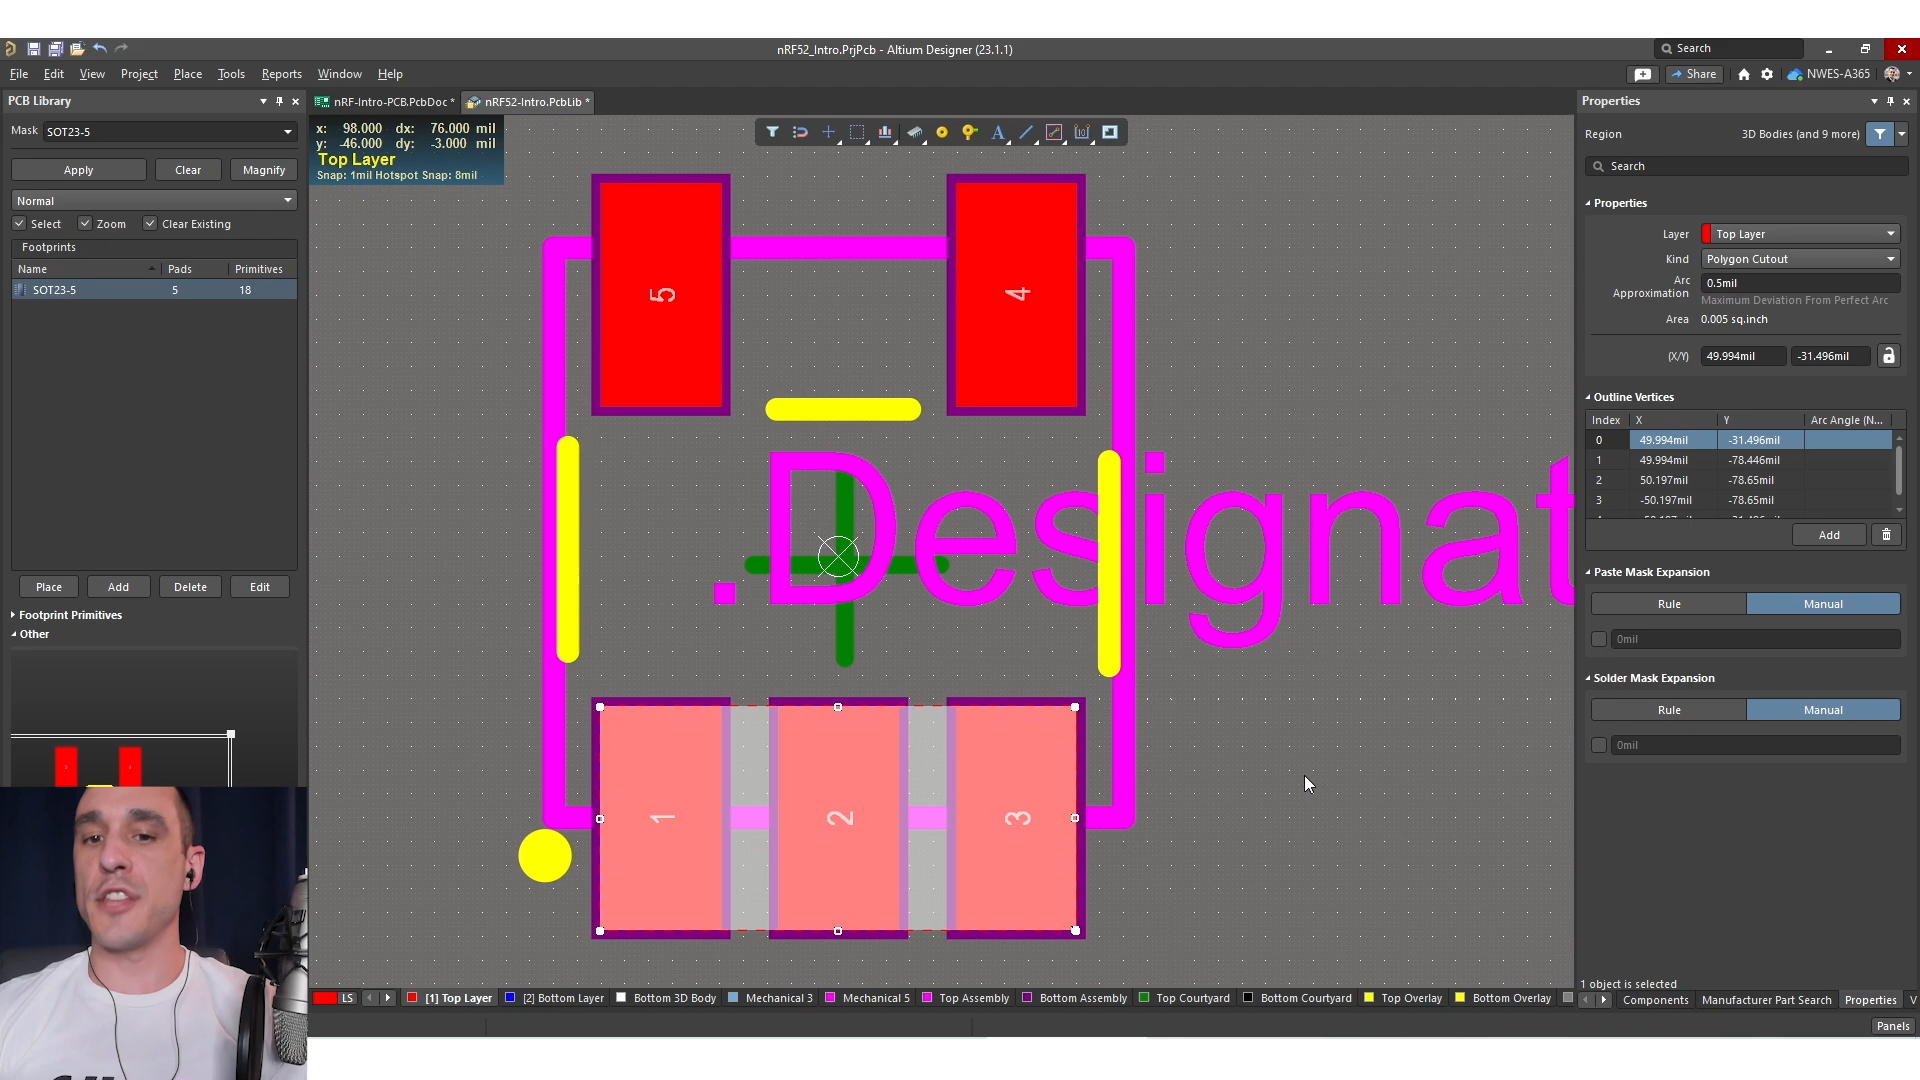 nRF52_Intro.PrjPcb - Altium Designer (23.1.1)
Search
File Edit View Project Place Tools Reports Window Help
Share
NWES-A365
PCB Library
nRF-Intro-PCB.PcbDoc *
nRF52-Intro.PcbLib *
Properties
Mask SOT23-5
x: 98.000 dx: 76.000 mil
y: -46.000 dy: -3.000 mil
Top Layer
Snap: 1mil Hotspot Snap: 8mil
Region 3D Bodies (and 9 more)
Search
Apply Clear Magnify
Normal
Select Zoom Clear Existing
Footprints
Name Pads Primitives
SOT23-5 5 18
Place Add Delete Edit
Footprint Primitives
Other
5
4
.Designat
1
2
3
Properties
Layer Top Layer
Kind Polygon Cutout
Arc Approximation 0.5mil
Maximum Deviation From Perfect Arc
Area 0.005 sq.inch
(X/Y) 49.994mil -31.496mil
Outline Vertices
Index X Y Arc Angle (N...
0 49.994mil -31.496mil
1 49.994mil -78.446mil
2 50.197mil -78.65mil
3 -50.197mil -78.65mil
Add
Paste Mask Expansion
Rule Manual
0mil
Solder Mask Expansion
Rule Manual
0mil
1 object is selected
LS [1] Top Layer [2] Bottom Layer Bottom 3D Body Mechanical 3 Mechanical 5 Top Assembly Bottom Assembly Top Courtyard Bottom Courtyard Top Overlay Bottom Overlay
Components Manufacturer Part Search Properties V
Panels